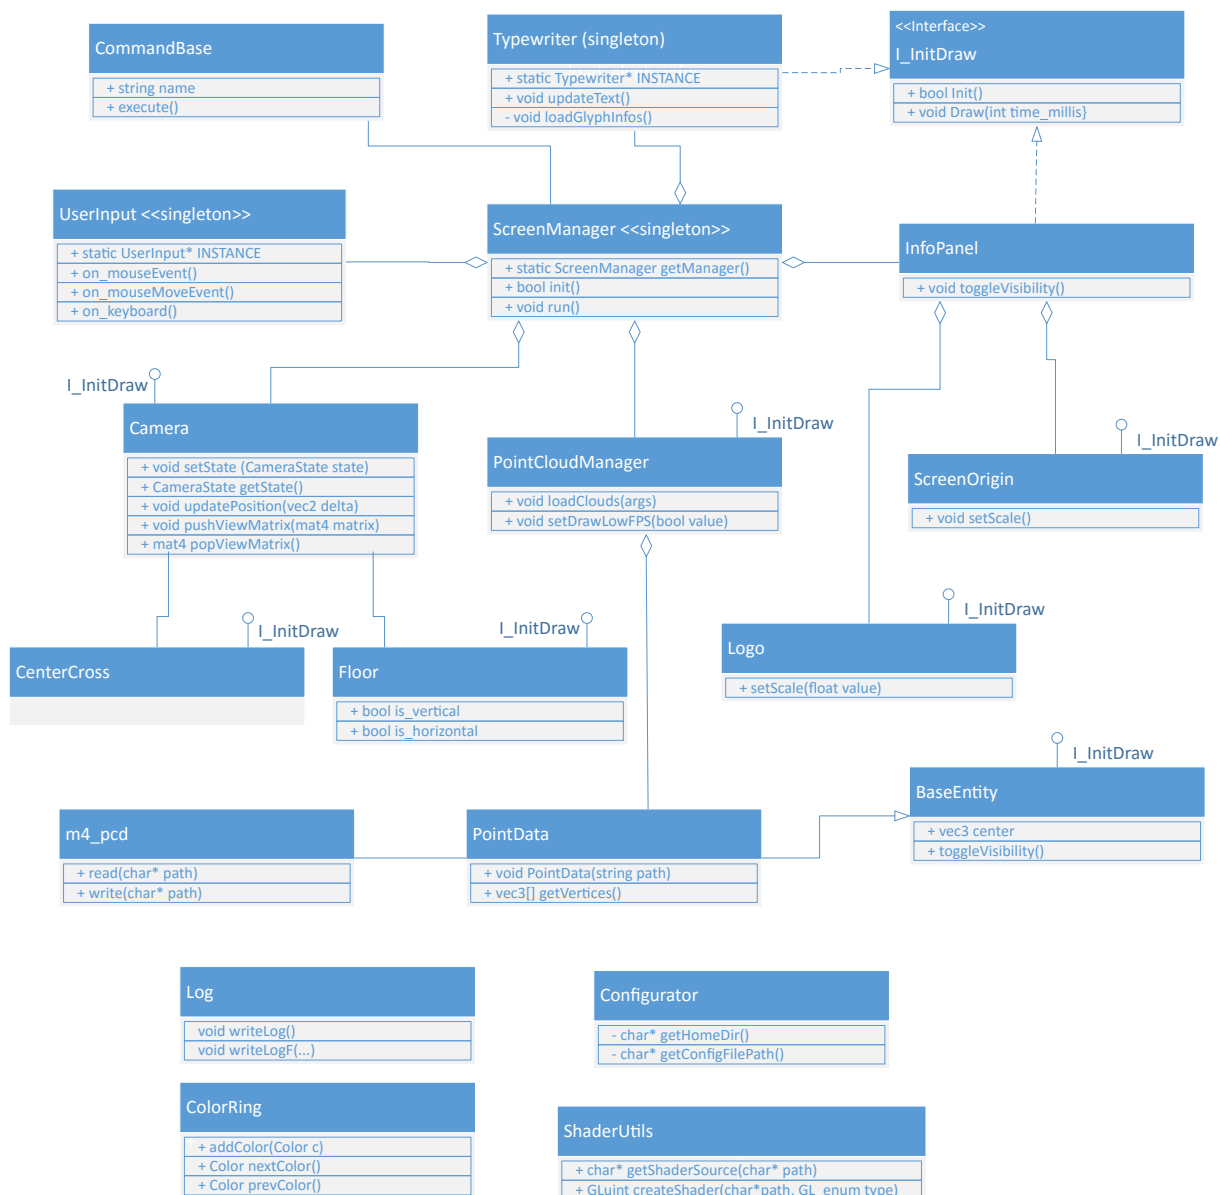 CommandBase
+ string name
+ execute()
Typewriter (singleton)
+ static Typewriter* INSTANCE
+ void updateText()
- void loadGlyphInfos()
<<Interface>>
I_InitDraw
+ bool Init()
+ void Draw(int time_millis}
UserInput <<singleton>>
+ static UserInput* INSTANCE
+ on_mouseEvent()
+ on_mouseMoveEvent()
+ on_keyboard()
ScreenManager <<singleton>>
+ static ScreenManager getManager()
+ bool init()
+ void run()
InfoPanel
+ void toggleVisibility()
I_InitDraw
Camera
+ void setState (CameraState state)
+ CameraState getState()
+ void updatePosition(vec2 delta)
+ void pushViewMatrix(mat4 matrix)
+ mat4 popViewMatrix()
I_InitDraw
PointCloudManager
+ void loadClouds(args)
+ void setDrawLowFPS(bool value)
I_InitDraw
ScreenOrigin
+ void setScale()
I_InitDraw
CenterCross
I_InitDraw
Floor
+ bool is_vertical
+ bool is_horizontal
I_InitDraw
Logo
+ setScale(float value)
I_InitDraw
BaseEntity
+ vec3 center
+ toggleVisibility()
m4_pcd
+ read(char* path)
+ write(char* path)
PointData
+ void PointData(string path)
+ vec3[] getVertices()
Log
void writeLog()
void writeLogF(...)
Configurator
- char* getHomeDir()
- char* getConfigFilePath()
ColorRing
+ addColor(Color c)
+ Color nextColor()
+ Color prevColor()
ShaderUtils
+ char* getShaderSource(char* path)
+ GLuint createShader(char*path, GL_enum type)